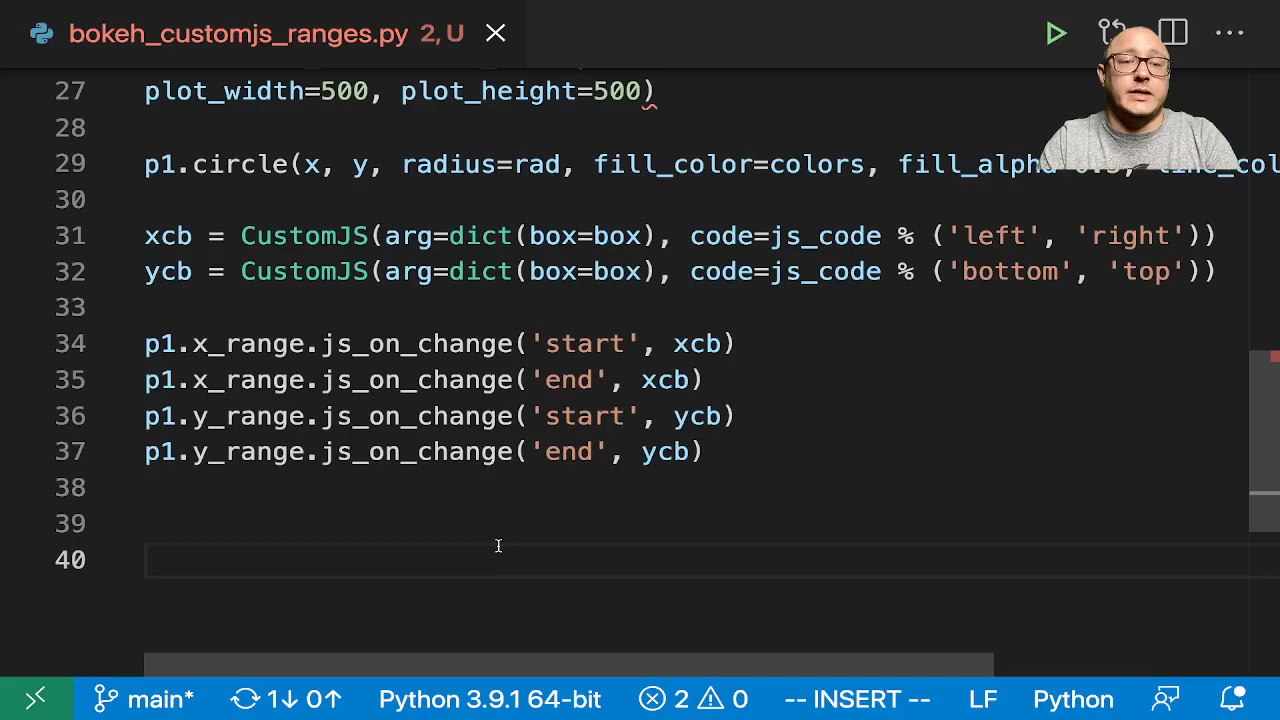 bokeh_customjs_ranges.py 2, U
27 plot_width=500, plot_height=500)
28
29 p1.circle(x, y, radius=rad, fill_color=colors, fill_alpha
30
31 xcb = CustomJS(arg=dict(box=box), code=js_code % ('left', 'right'))
32 ycb = CustomJS(arg=dict(box=box), code=js_code % ('bottom', 'top'))
33
34 p1.x_range.js_on_change('start', xcb)
35 p1.x_range.js_on_change('end', xcb)
36 p1.y_range.js_on_change('start', ycb)
37 p1.y_range.js_on_change('end', ycb)
38
39
40
main* 1↓ 0↑ Python 3.9.1 64-bit 2 0 -- INSERT -- LF Python